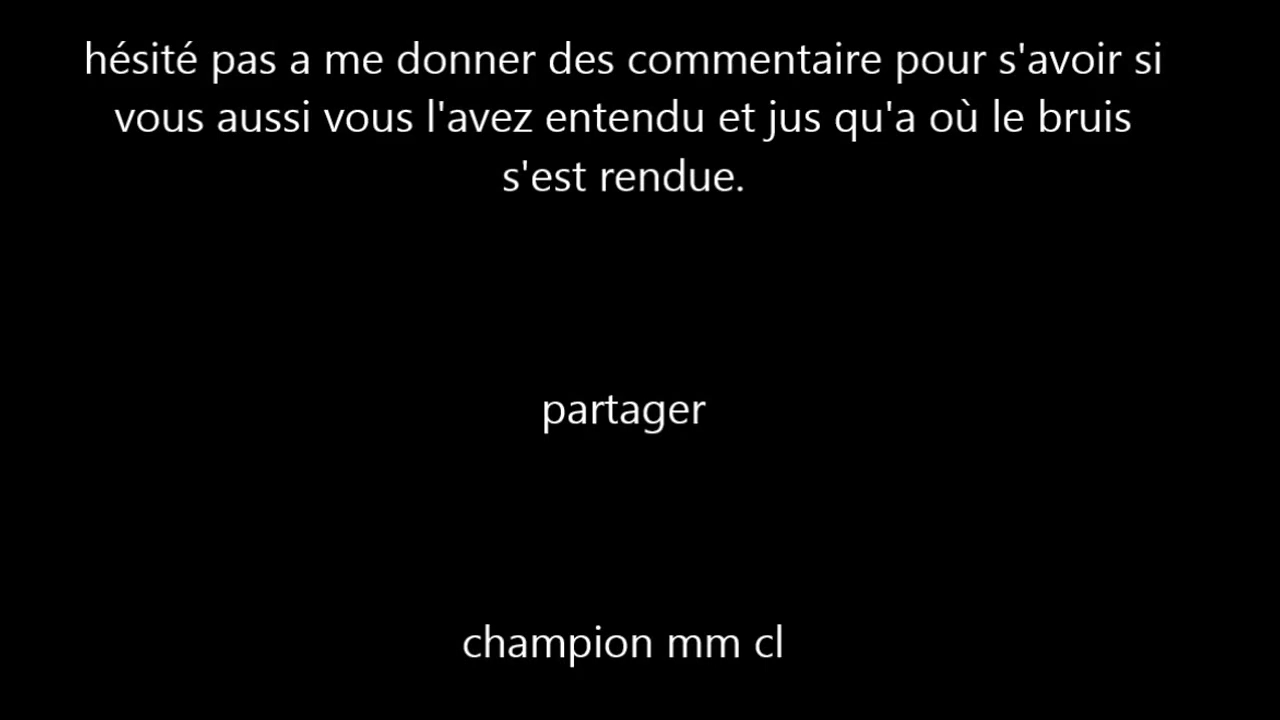 hésité pas a me donner des commentaire pour s'avoir si
vous aussi vous l'avez entendu et jus qu'a où le bruis
s'est rendue.
partager
champion mm cl